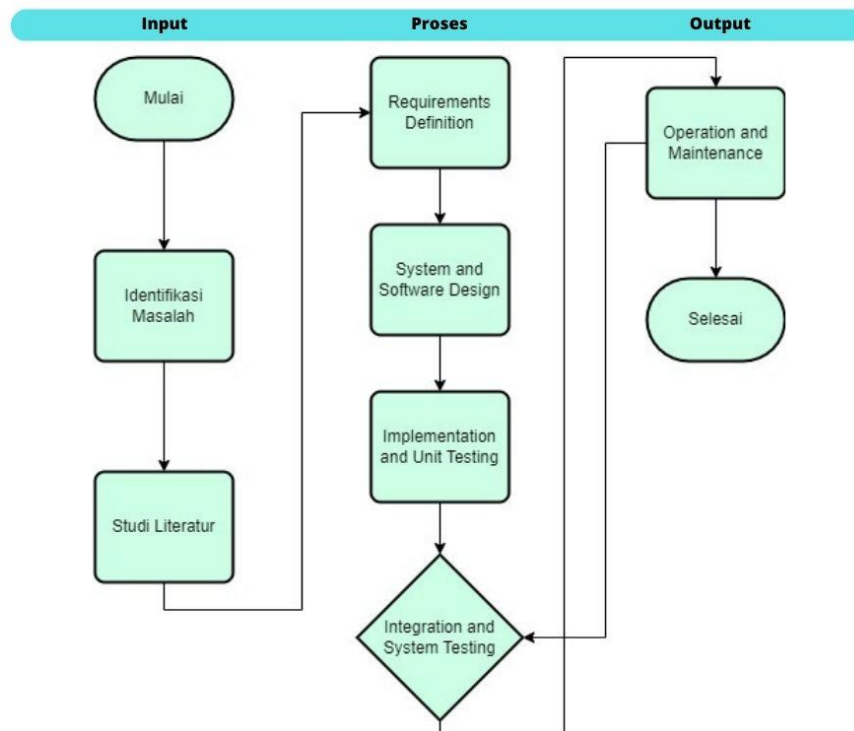 Input
Proses
Output
Mulai
Identifikasi
Masalah
Studi Literatur
Requirements
Definition
System and
Software Design
Implementation
and Unit Testing
Integration and
System Testing
Operation and
Maintenance
Selesai